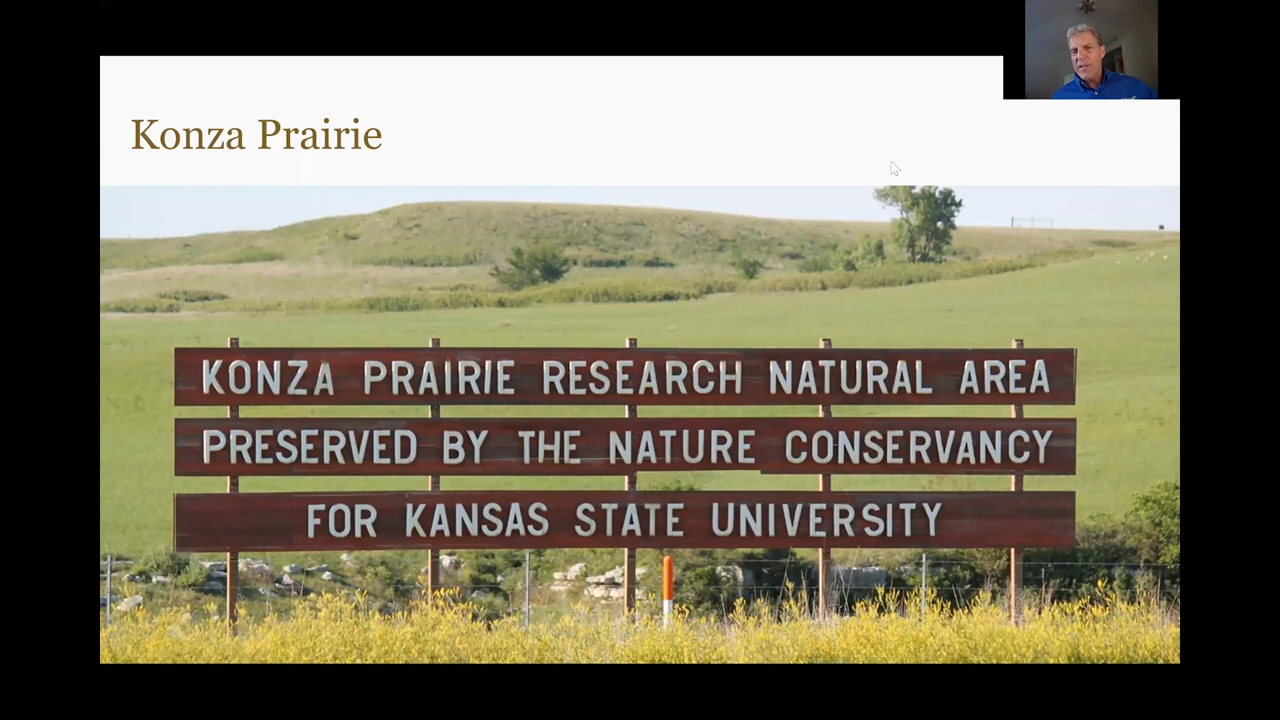 Konza Prairie
KONZA PRAIRIE RESEARCH NATURAL AREA
PRESERVED BY THE NATURE CONSERVANCY
FOR KANSAS STATE UNIVERSITY